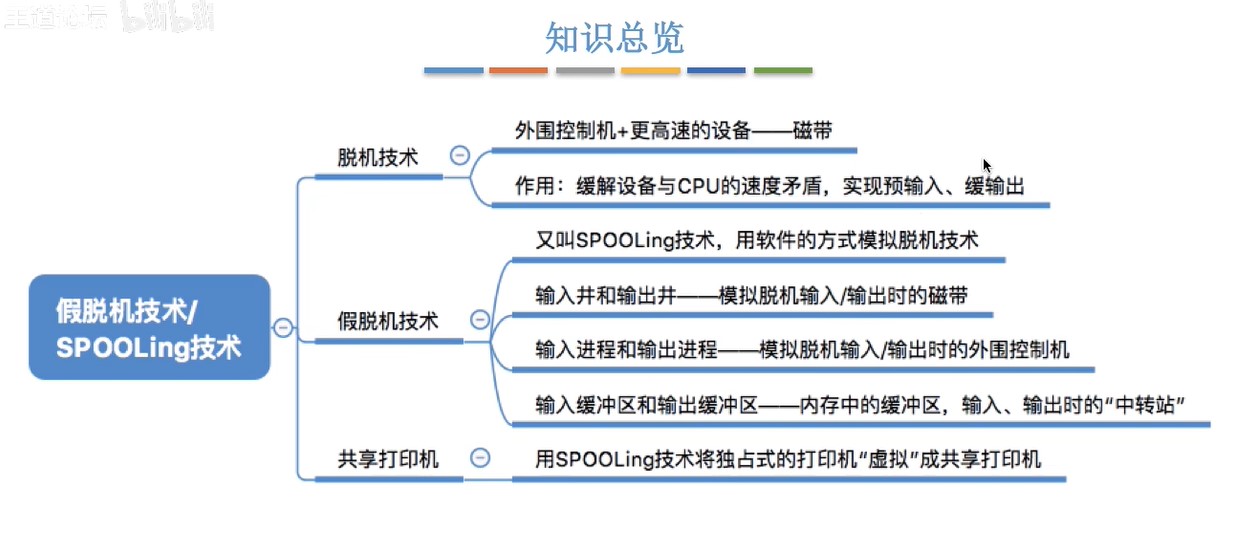 王道论坛 bilibili
知识总览
脱机技术
外围控制机+更高速的设备——磁带
作用：缓解设备与CPU的速度矛盾，实现预输入、缓输出
假脱机技术/
SPOOLing技术
假脱机技术
又叫SPOOLing技术，用软件的方式模拟脱机技术
输入井和输出井——模拟脱机输入/输出时的磁带
输入进程和输出进程——模拟脱机输入/输出时的外围控制机
输入缓冲区和输出缓冲区——内存中的缓冲区，输入、输出时的“中转站”
共享打印机
用SPOOLing技术将独占式的打印机“虚拟”成共享打印机